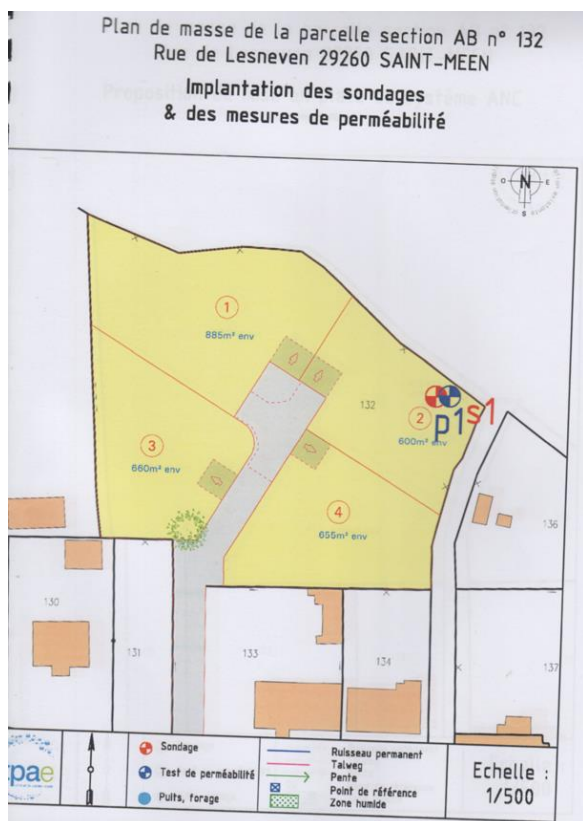 Plan de masse de la parcelle section AB n° 132
Rue de Lesneven 29260 SAINT-MEEN
Implantation des sondages
& des mesures de perméabilité
N
O
E
S
1
885m² env
132
2
p1
s1
600m² env
3
660m² env
4
655m² env
136
130
131
133
134
137
Sondage
Test de perméabilité
Puits, forage
Ruisseau permanent
Talweg
Pente
Point de référence
Zone humide
Echelle :
1/500
pae